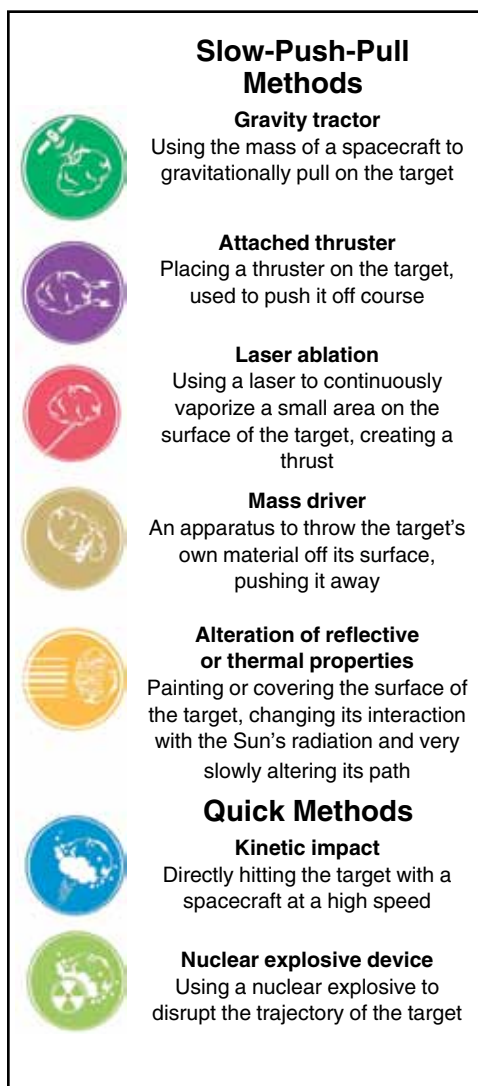 Slow-Push-Pull
Methods
Gravity tractor
Using the mass of a spacecraft to
gravitationally pull on the target
Attached thruster
Placing a thruster on the target,
used to push it off course
Laser ablation
Using a laser to continuously
vaporize a small area on the
surface of the target, creating a
thrust
Mass driver
An apparatus to throw the target's
own material off its surface,
pushing it away
Alteration of reflective
or thermal properties
Painting or covering the surface of
the target, changing its interaction
with the Sun's radiation and very
slowly altering its path
Quick Methods
Kinetic impact
Directly hitting the target with a
spacecraft at a high speed
Nuclear explosive device
Using a nuclear explosive to
disrupt the trajectory of the target